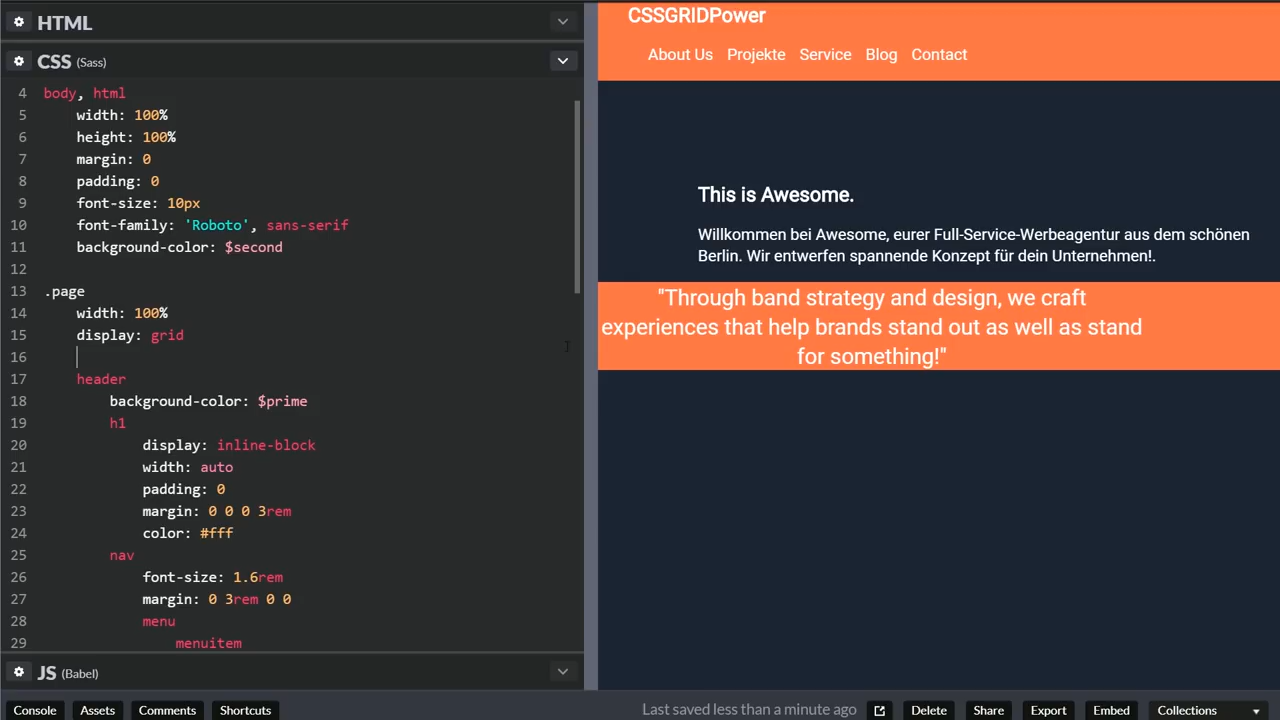 HTML
CSS (Sass)
4 body, html
5 width: 100%
6 height: 100%
7 margin: 0
8 padding: 0
9 font-size: 10px
10 font-family: 'Roboto', sans-serif
11 background-color: $second
12
13 .page
14 width: 100%
15 display: grid
16
17 header
18 background-color: $prime
19 h1
20 display: inline-block
21 width: auto
22 padding: 0
23 margin: 0 0 0 3rem
24 color: #fff
25 nav
26 font-size: 1.6rem
27 margin: 0 3rem 0 0
28 menu
29 menuitem
JS (Babel)
CSSGRIDPower
About Us Projekte Service Blog Contact
This is Awesome.
Willkommen bei Awesome, eurer Full-Service-Werbeagentur aus dem schönen
Berlin. Wir entwerfen spannende Konzept für dein Unternehmen!.
"Through band strategy and design, we craft
experiences that help brands stand out as well as stand
for something!"
Console Assets Comments Shortcuts Last saved less than a minute ago Delete Share Export Embed Collections